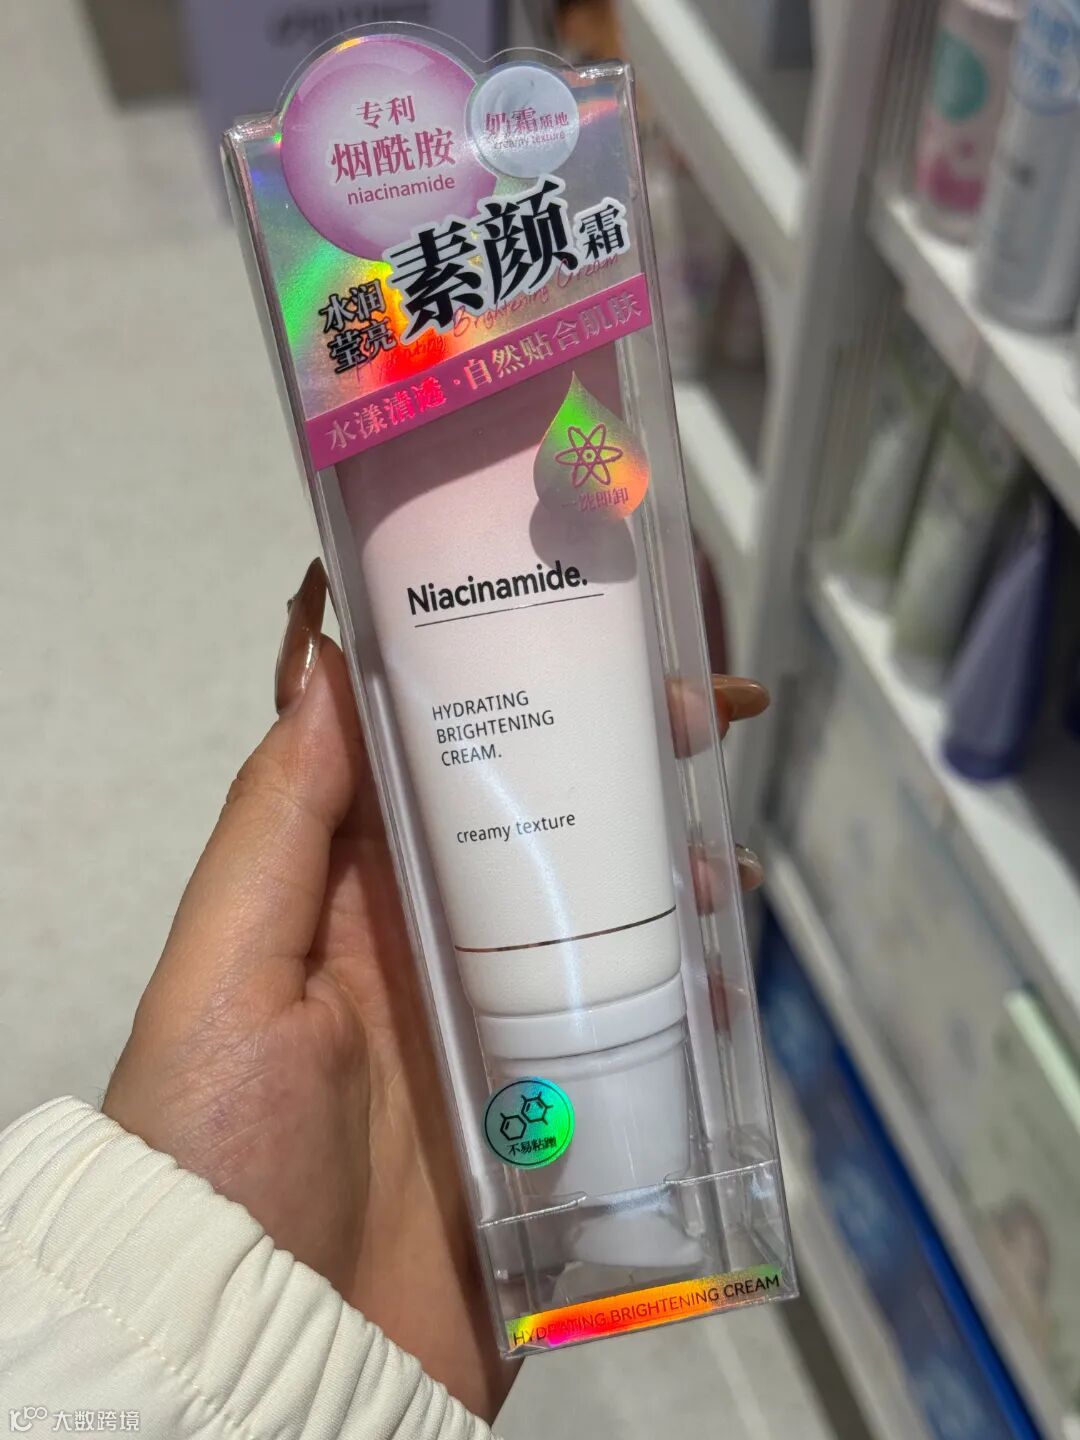 专利
烟酰胺
niacinamide
奶霜质地
creamy texture
素颜霜
水润
莹亮
Brightening Cream
水漾清透·自然贴合肌肤
一洗即卸
Niacinamide.
HYDRATING
BRIGHTENING
CREAM.
creamy texture
不易粘蹭
HYDRATING BRIGHTENING CREAM
大数跨境